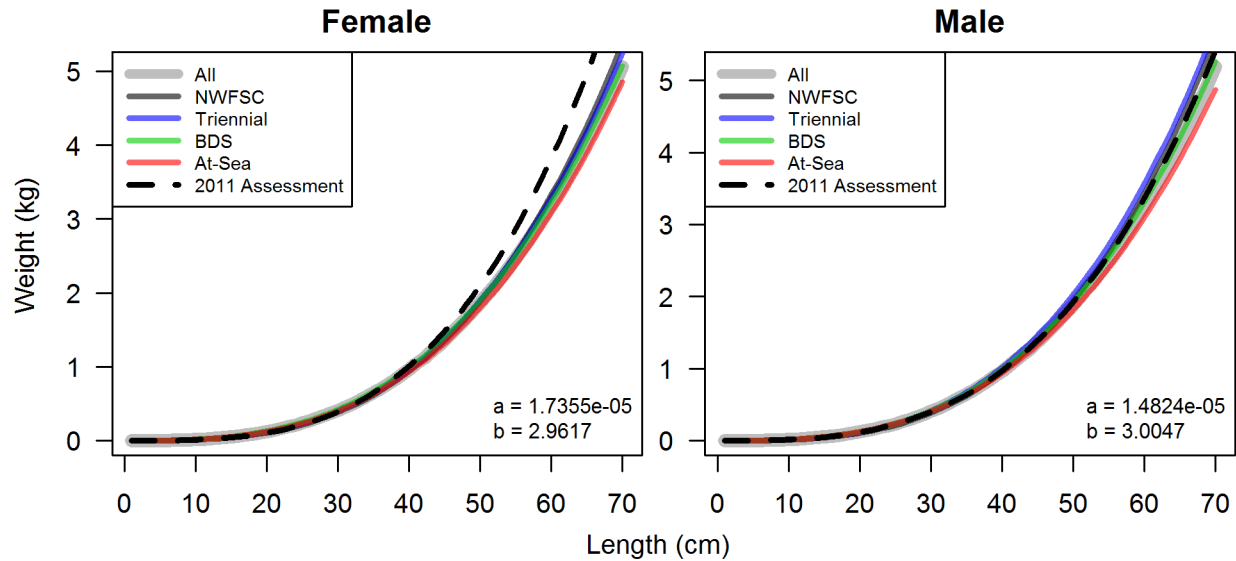 Female
Male
Weight (kg)
5
4
3
2
1
0
All
NWFSC
Triennial
BDS
At-Sea
2011 Assessment
a = 1.7355e-05
b = 2.9617
0 10 20 30 40 50 60 70
5
4
3
2
1
0
All
NWFSC
Triennial
BDS
At-Sea
2011 Assessment
a = 1.4824e-05
b = 3.0047
0 10 20 30 40 50 60 70
Length (cm)